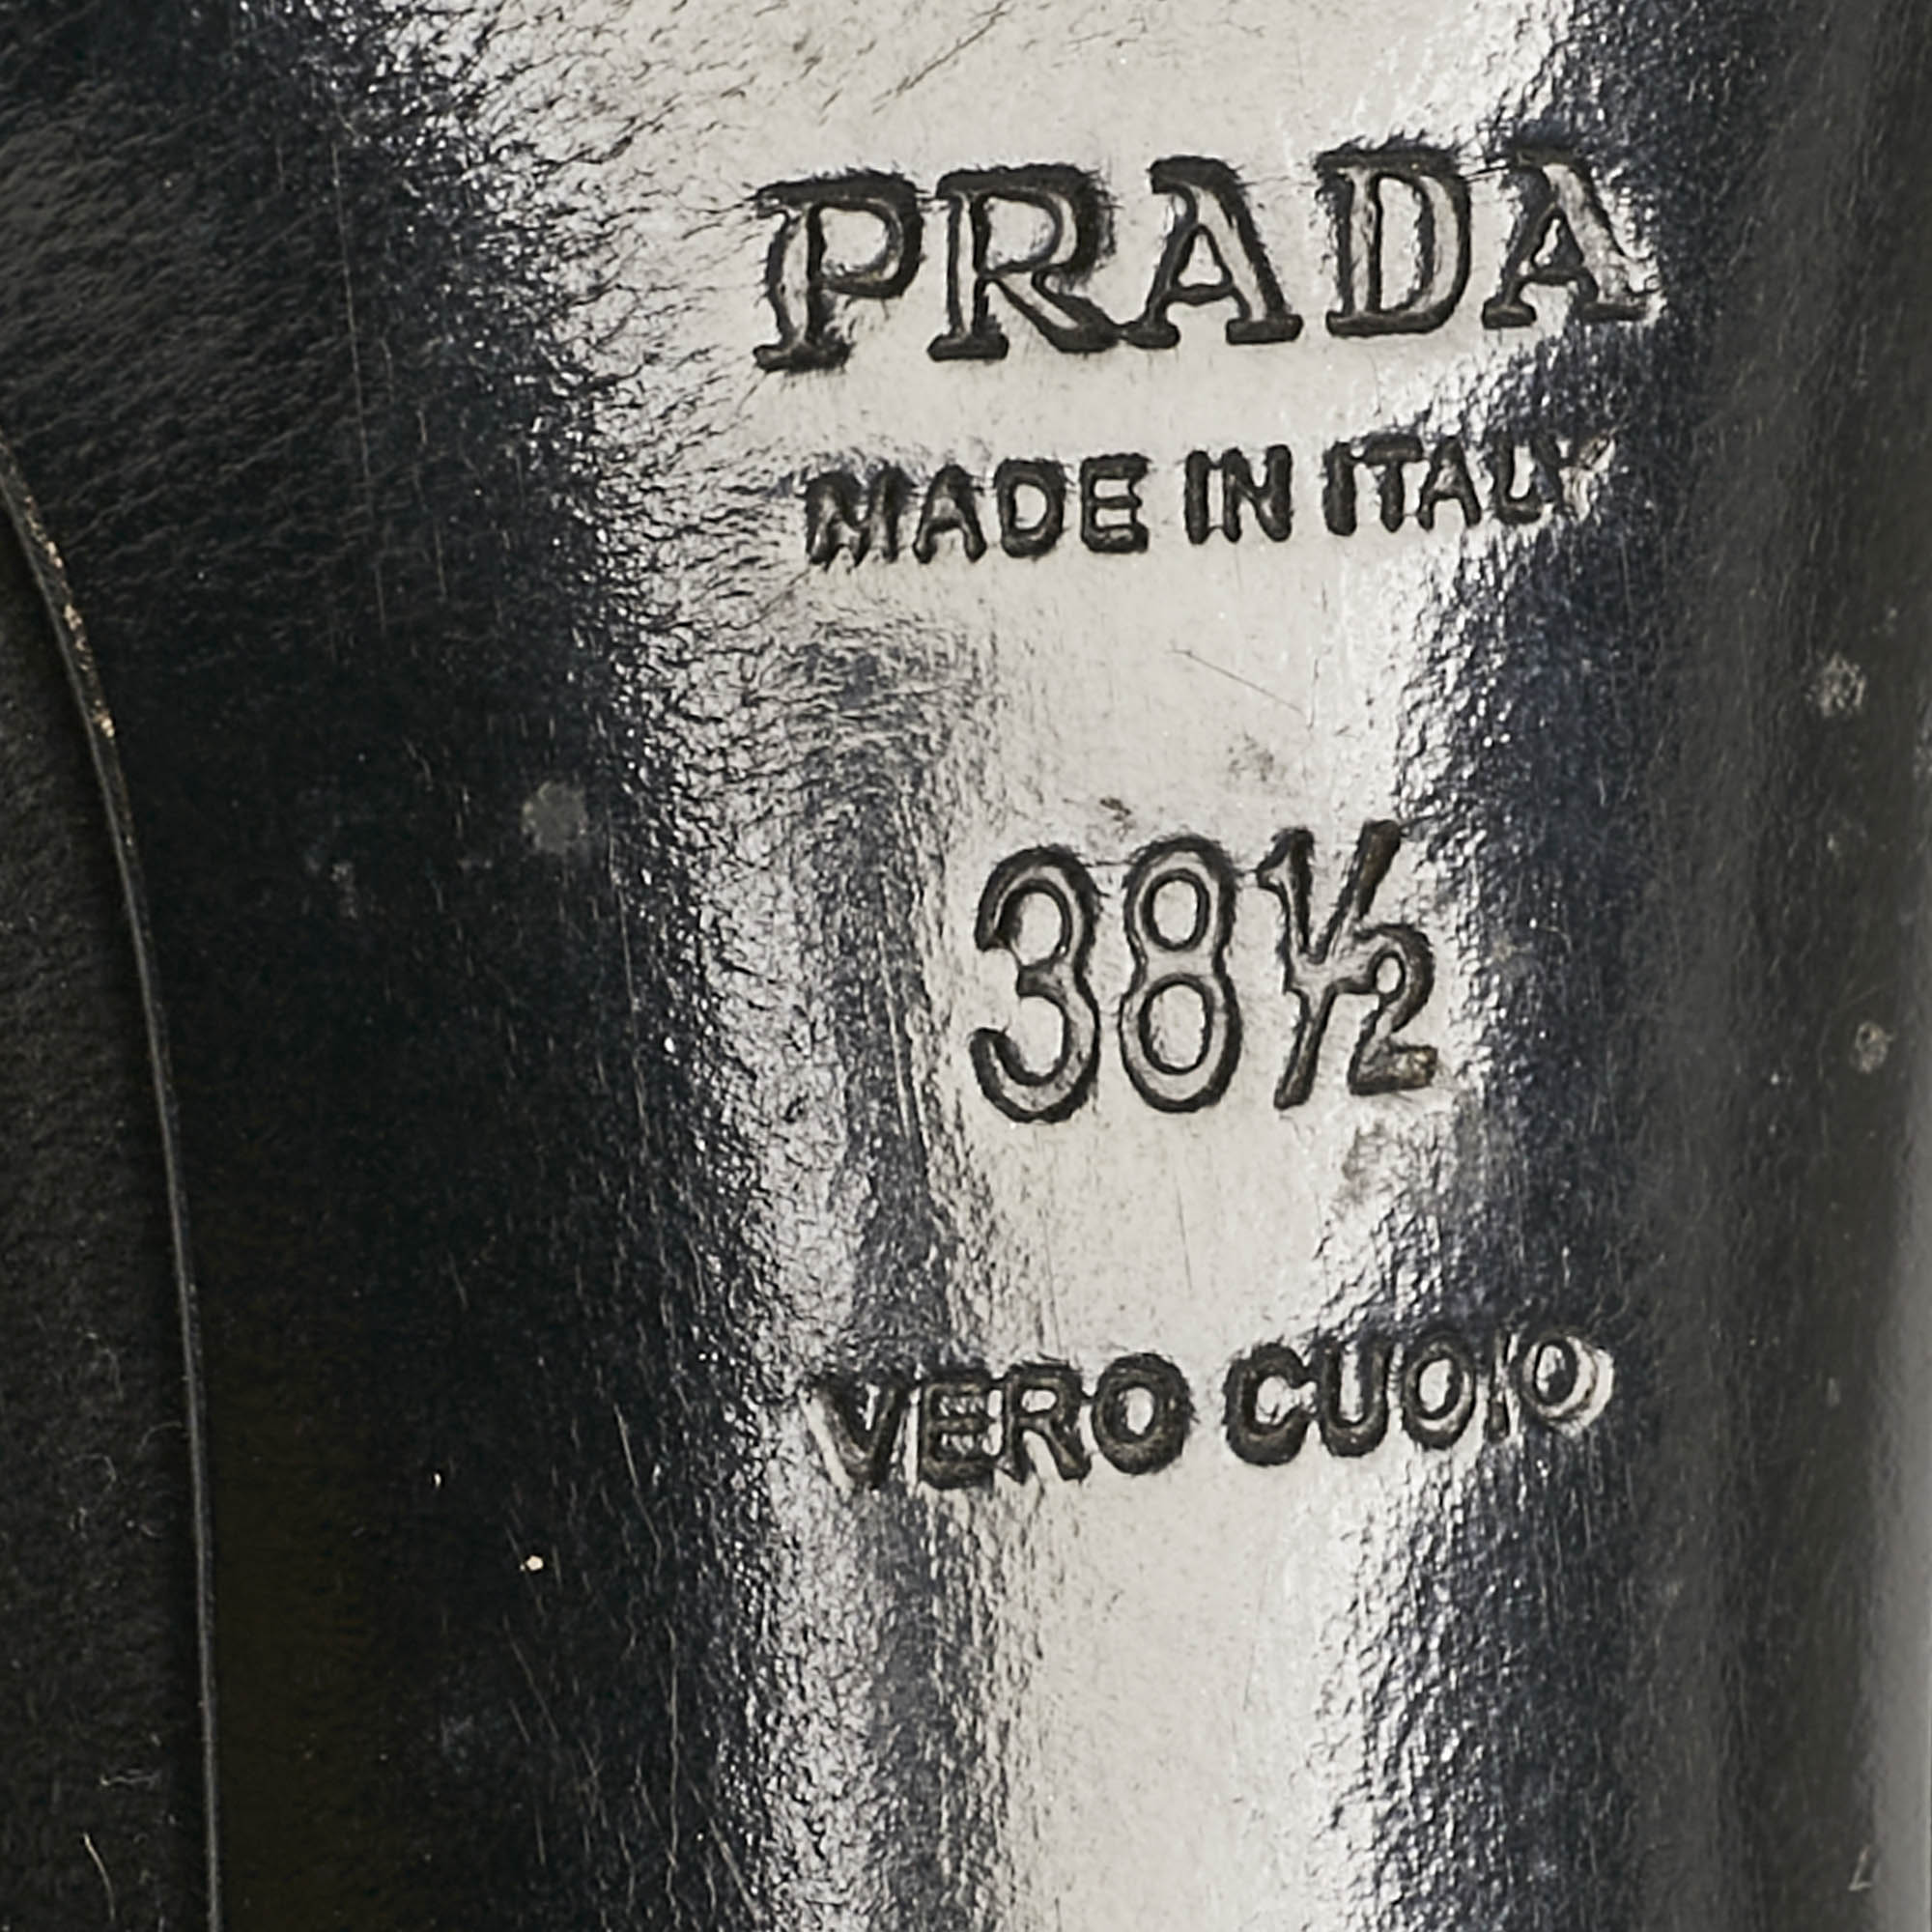 PRADA
MADE IN ITALY
38½
VERO CUOIO